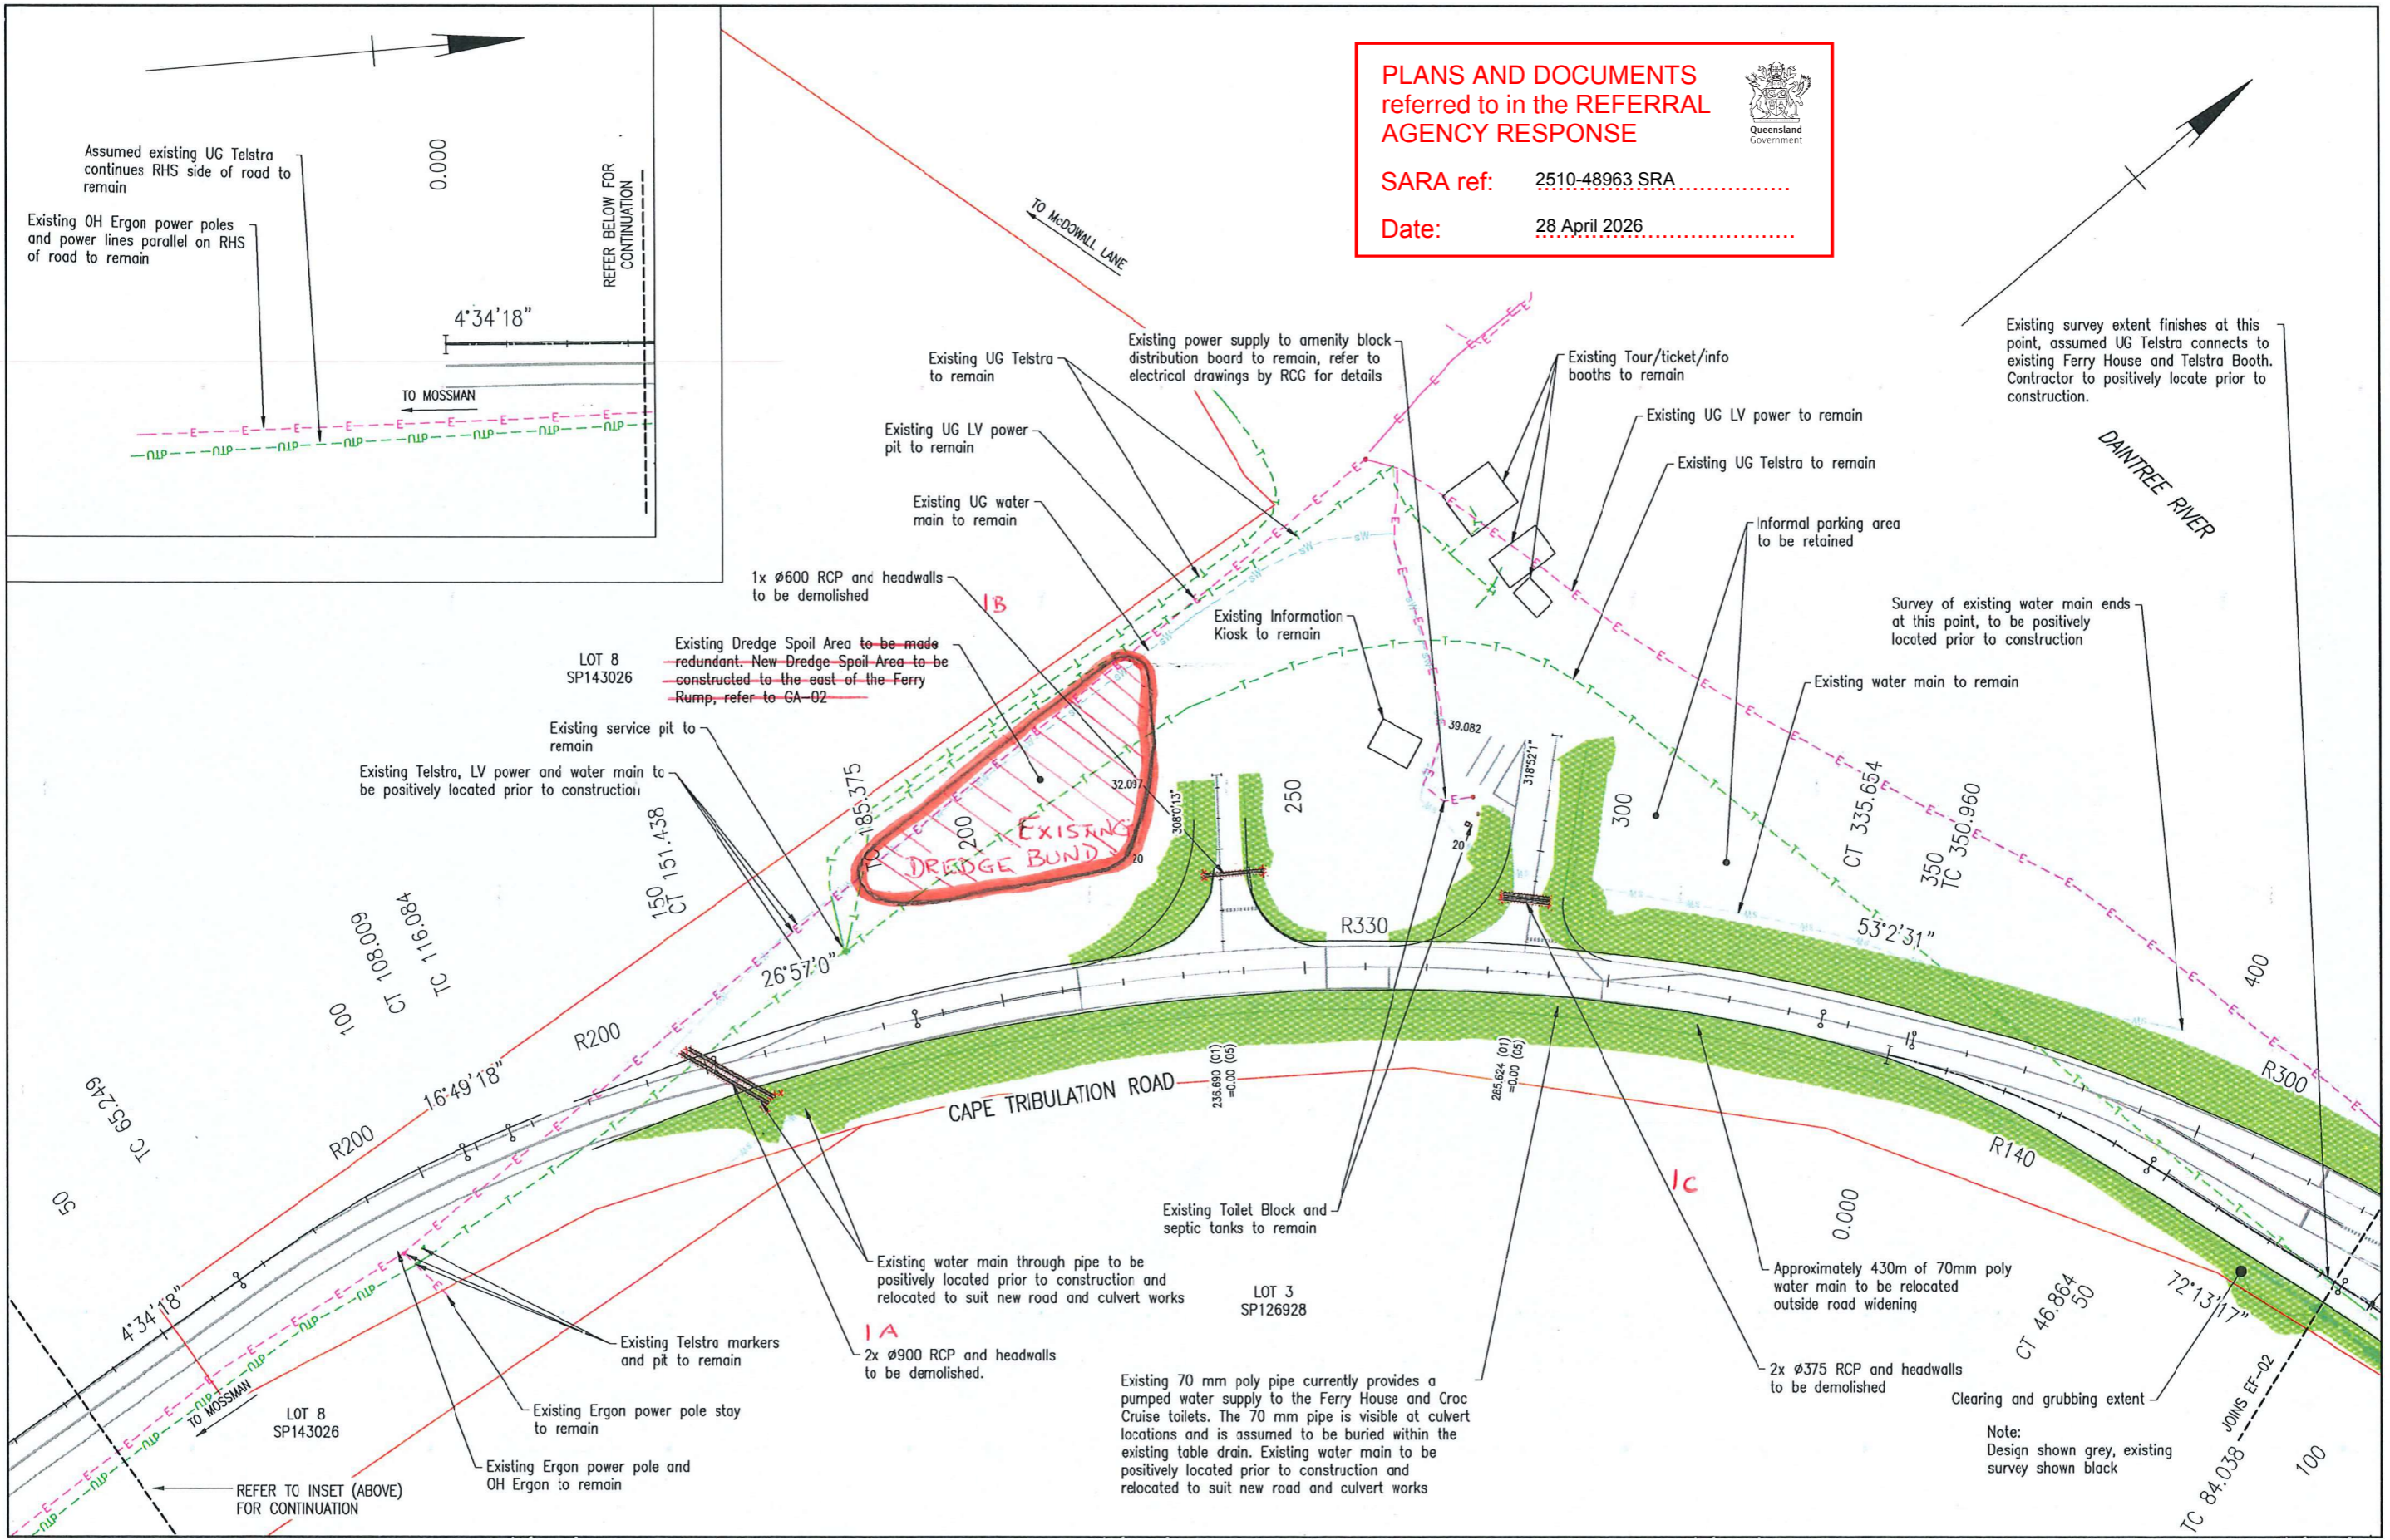 PLANS AND DOCUMENTS
referred to in the REFERRAL
AGENCY RESPONSE
Queensland
Government
SARA ref: 2510-48963 SRA
Date: 28 April 2026
Assumed existing UG Telstra
continues RHS side of road to
remain
Existing OH Ergon power poles
and power lines parallel on RHS
of road to remain
0.000
REFER BELOW FOR
CONTINUATION
4°34'18"
TO MOSSMAN
TO McDOWALL LANE
Existing UG Telstra
to remain
Existing power supply to amenity block
distribution board to remain, refer to
electrical drawings by RCG for details
Existing Tour/ticket/info
booths to remain
Existing survey extent finishes at this
point, assumed UG Telstra connects to
existing Ferry House and Telstra Booth.
Contractor to positively locate prior to
construction.
Existing UG LV power
pit to remain
Existing UG LV power to remain
Existing UG Telstra to remain
DAINTREE RIVER
Existing UG water
main to remain
Informal parking area
to be retained
1x Ø600 RCP and headwalls
to be demolished
1B
Existing Information
Kiosk to remain
Survey of existing water main ends
at this point, to be positively
located prior to construction
Existing Dredge Spoil Area to be made
redundant. New Dredge Spoil Area to be
constructed to the east of the Ferry
Rump, refer to GA-02
LOT 8
SP143026
Existing water main to remain
Existing service pit to
remain
Existing Telstra, LV power and water main to
be positively located prior to construction
39.082
318°52'1"
32.097
308°0'13"
250
300
20
20
EXISTING
DREDGE BUND
200
TC 185.375
CT 151.438
150
TC 116.084
CT 108.009
100
TC 65.249
50
CT 335.654
350
TC 350.960
400
R330
53°2'31"
26°57'0"
R200
16°49'18"
R200
R300
R140
CAPE TRIBULATION ROAD
236.690 (01)
=0.00 (05)
285.624 (01)
=0.00 (05)
1C
0.000
Existing Toilet Block and
septic tanks to remain
Existing water main through pipe to be
positively located prior to construction and
relocated to suit new road and culvert works
LOT 3
SP126928
Approximately 430m of 70mm poly
water main to be relocated
outside road widening
CT 46.864
50
72°13'17"
4°34'18"
Existing Telstra markers
and pit to remain
1A
2x Ø900 RCP and headwalls
to be demolished.
2x Ø375 RCP and headwalls
to be demolished
Existing 70 mm poly pipe currently provides a
pumped water supply to the Ferry House and Croc
Cruise toilets. The 70 mm pipe is visible at culvert
locations and is assumed to be buried within the
existing table drain. Existing water main to be
positively located prior to construction and
relocated to suit new road and culvert works
Clearing and grubbing extent
TO MOSSMAN
LOT 8
SP143026
Existing Ergon power pole stay
to remain
Existing Ergon power pole and
OH Ergon to remain
REFER TO INSET (ABOVE)
FOR CONTINUATION
Note:
Design shown grey, existing
survey shown black
JOINS EF-02
TC 84.038
100